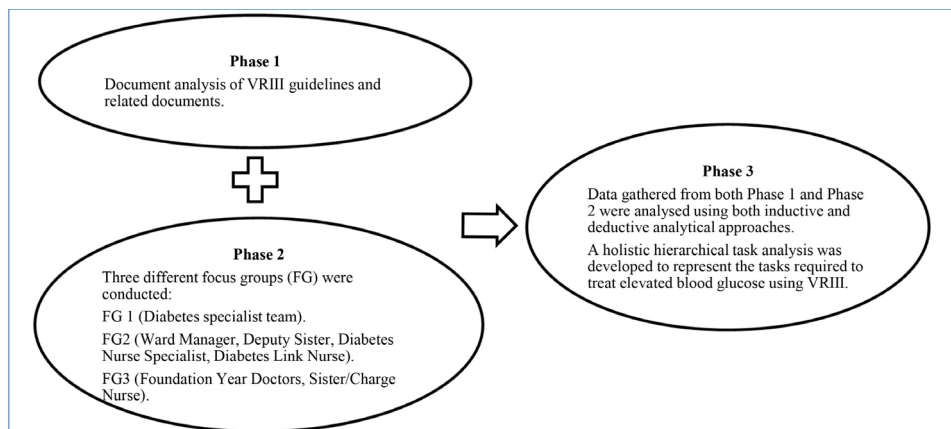 Phase 1
Document analysis of VRIII guidelines and
related documents.
Phase 2
Three different focus groups (FG) were
conducted:
FG 1 (Diabetes specialist team).
FG2 (Ward Manager, Deputy Sister, Diabetes
Nurse Specialist, Diabetes Link Nurse).
FG3 (Foundation Year Doctors, Sister/Charge
Nurse).
Phase 3
Data gathered from both Phase 1 and Phase
2 were analysed using both inductive and
deductive analytical approaches.
A holistic hierarchical task analysis was
developed to represent the tasks required to
treat elevated blood glucose using VRIII.